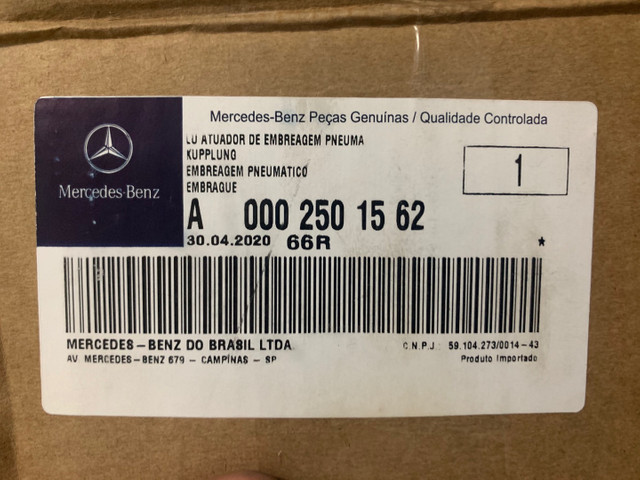 Mercedes-Benz Peças Genuínas / Qualidade Controlada
Mercedes-Benz
LU ATUADOR DE EMBREAGEM PNEUMA
KUPPLUNG
EMBREAGEM PNEUMATICO
EMBRAGUE
1
A 000 250 15 62
30.04.2020 66R *
MERCEDES-BENZ DO BRASIL LTDA
C.N.P.J.: 59.104.273/0014-43
AV MERCEDES-BENZ 679 - CAMPÍNAS - SP
Produto Importado